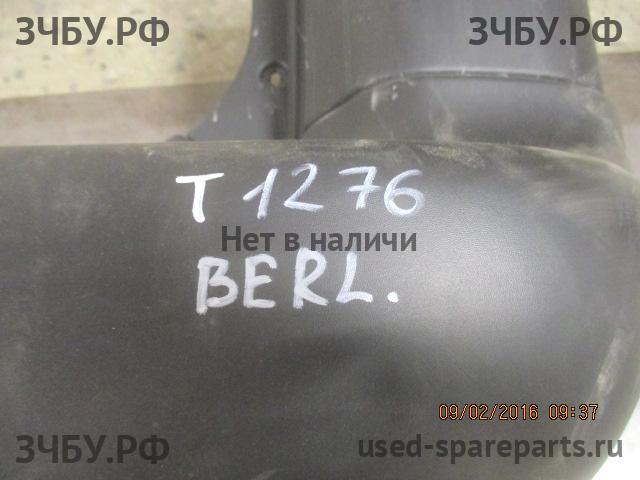 ЗЧБУ.РФ ЗЧБУ.РФ
T 1276
Нет в наличи
BERL.
09/02/2016 09:37
ЗЧБУ.РФ used-spareparts.ru